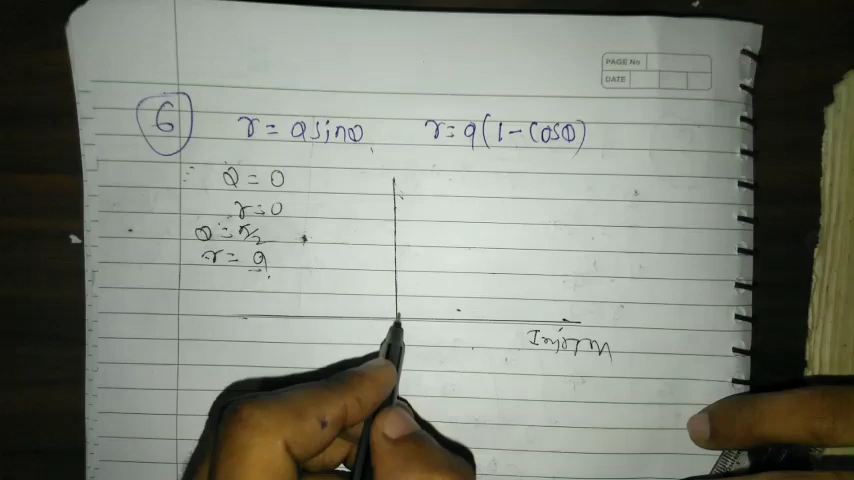 PAGE No
DATE
6 r = a sinθ, r = a(1 - cosθ)
θ = 0
r = 0
θ = π/2
r = a